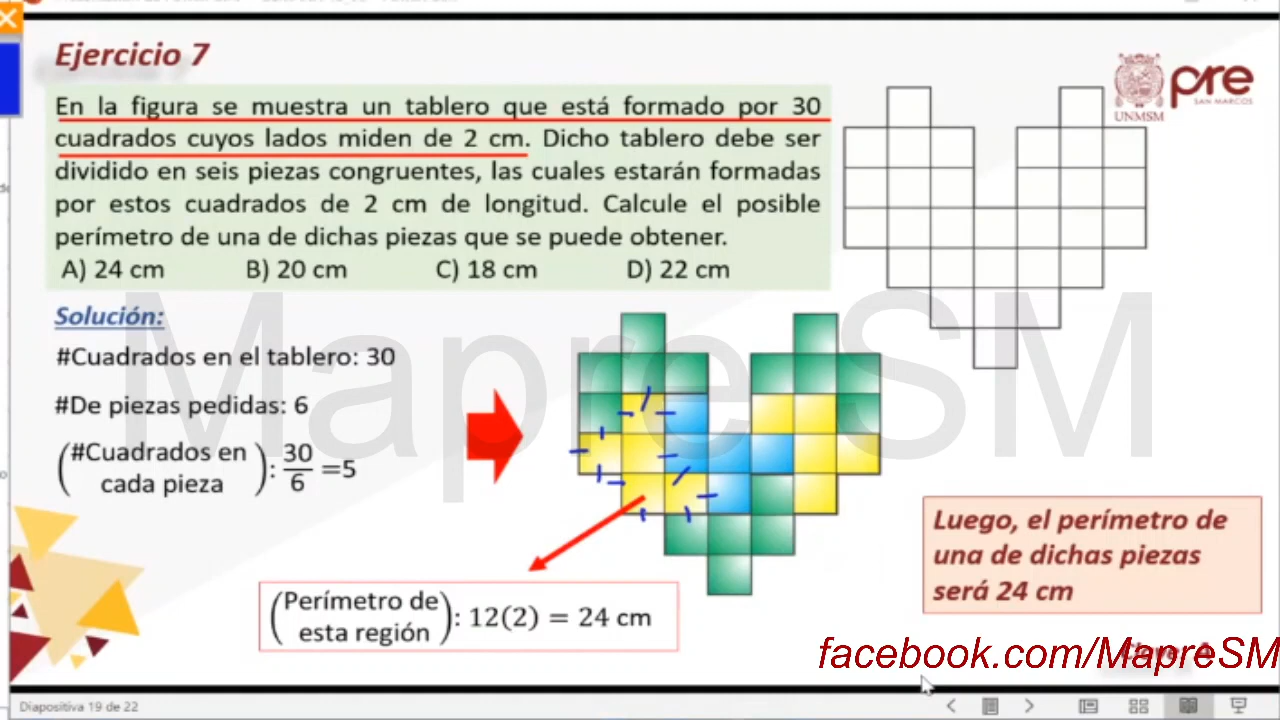 Ejercicio 7
pre
SAN MARCOS
UNMSM
En la figura se muestra un tablero que está formado por 30
cuadrados cuyos lados miden de 2 cm. Dicho tablero debe ser
dividido en seis piezas congruentes, las cuales estarán formadas
por estos cuadrados de 2 cm de longitud. Calcule el posible
perímetro de una de dichas piezas que se puede obtener.
A) 24 cm B) 20 cm C) 18 cm D) 22 cm
Mapre SM
Solución:
#Cuadrados en el tablero: 30
#De piezas pedidas: 6
(#Cuadrados en
cada pieza): 30/6 =5
(Perímetro de
esta región): 12(2) = 24 cm
Luego, el perímetro de
una de dichas piezas
será 24 cm
facebook.com/MapreSM
Diapositiva 19 de 22